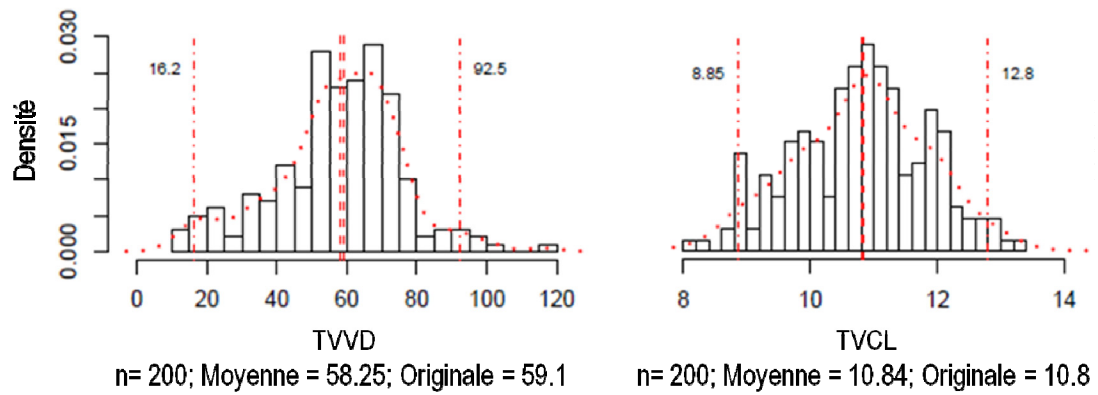 Densité
0.030
0.015
0.000
16.2
92.5
0 20 40 60 80 100 120
TVVD
n= 200; Moyenne = 58.25; Originale = 59.1
8.85
12.8
8 10 12 14
TVCL
n= 200; Moyenne = 10.84; Originale = 10.8